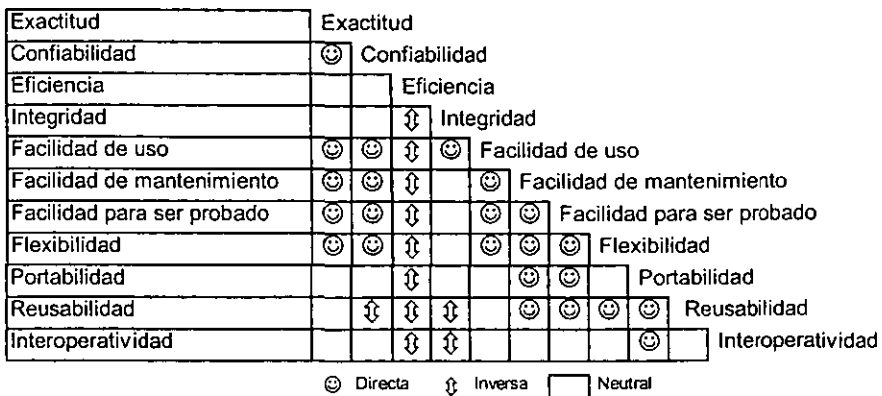 Exactitud Exactitud
Confiabilidad Confiabilidad
Eficiencia Eficiencia
Integridad Integridad
Facilidad de uso Facilidad de uso
Facilidad de mantenimiento Facilidad de mantenimiento
Facilidad para ser probado Facilidad para ser probado
Flexibilidad Flexibilidad
Portabilidad Portabilidad
Reusabilidad Reusabilidad
Interoperatividad Interoperatividad
Directa Inversa Neutral